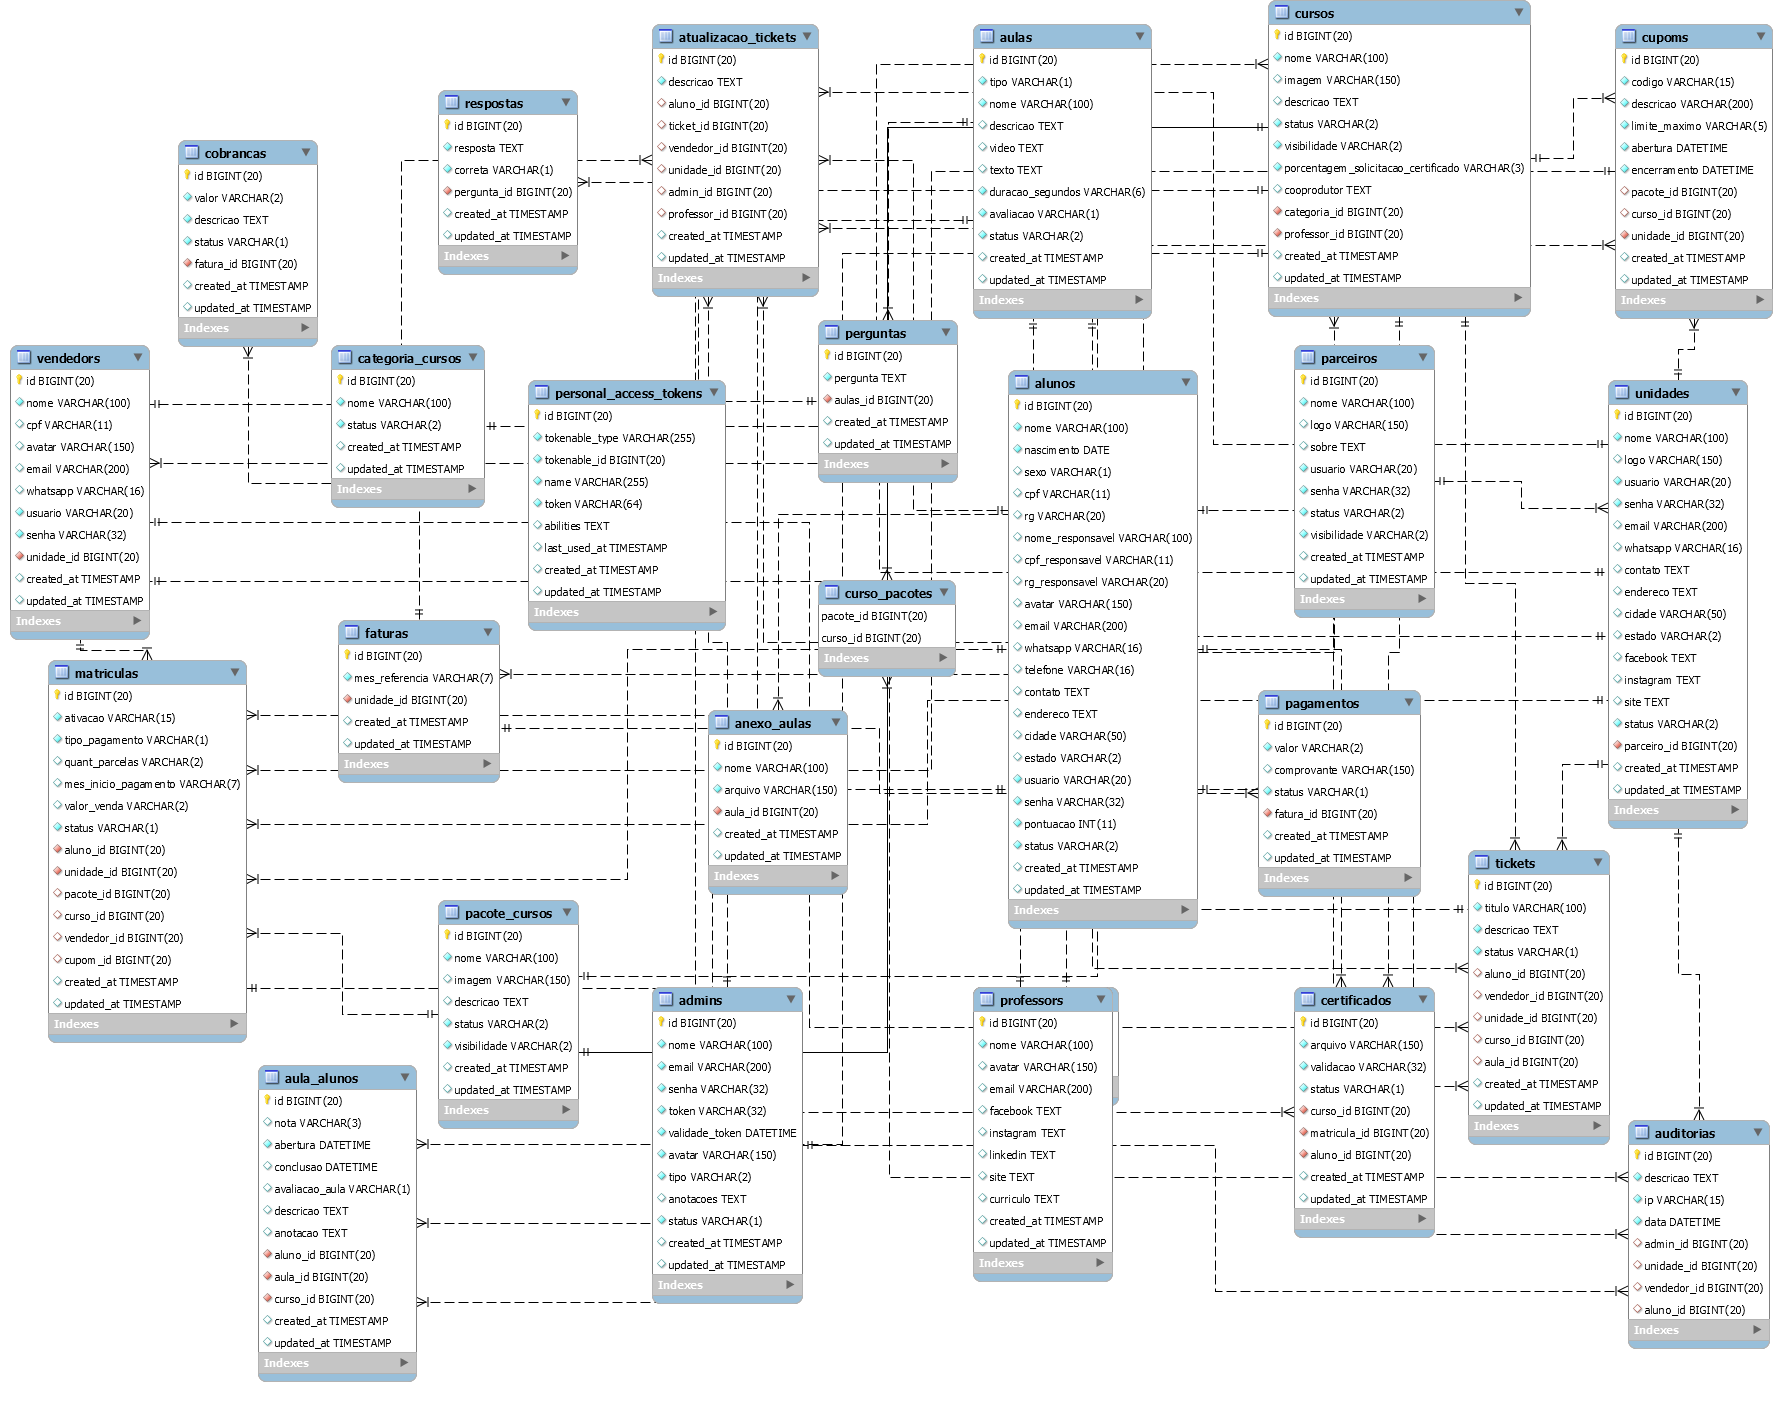 cobrancas
id BIGINT(20)
valor VARCHAR(2)
descricao TEXT
status VARCHAR(1)
fatura_id BIGINT(20)
created_at TIMESTAMP
updated_at TIMESTAMP
Indexes
respostas
id BIGINT(20)
resposta TEXT
correta VARCHAR(1)
pergunta_id BIGINT(20)
created_at TIMESTAMP
updated_at TIMESTAMP
Indexes
atualizacao_tickets
id BIGINT(20)
descricao TEXT
aluno_id BIGINT(20)
ticket_id BIGINT(20)
vendedor_id BIGINT(20)
unidade_id BIGINT(20)
admin_id BIGINT(20)
professor_id BIGINT(20)
created_at TIMESTAMP
updated_at TIMESTAMP
Indexes
aulas
id BIGINT(20)
tipo VARCHAR(1)
nome VARCHAR(100)
descricao TEXT
video TEXT
texto TEXT
duracao_segundos VARCHAR(6)
avaliacao VARCHAR(1)
status VARCHAR(2)
created_at TIMESTAMP
updated_at TIMESTAMP
Indexes
cursos
id BIGINT(20)
nome VARCHAR(100)
imagem VARCHAR(150)
descricao TEXT
status VARCHAR(2)
visibilidade VARCHAR(2)
porcentagem_solicitacao_certificado VARCHAR(3)
cooprodutor TEXT
categoria_id BIGINT(20)
professor_id BIGINT(20)
created_at TIMESTAMP
updated_at TIMESTAMP
Indexes
cupoms
id BIGINT(20)
codigo VARCHAR(15)
descricao VARCHAR(200)
limite_maximo VARCHAR(5)
abertura DATETIME
encerramento DATETIME
pacote_id BIGINT(20)
curso_id BIGINT(20)
unidade_id BIGINT(20)
created_at TIMESTAMP
updated_at TIMESTAMP
Indexes
vendedors
id BIGINT(20)
nome VARCHAR(100)
cpf VARCHAR(11)
avatar VARCHAR(150)
email VARCHAR(200)
whatsapp VARCHAR(16)
usuario VARCHAR(20)
senha VARCHAR(32)
unidade_id BIGINT(20)
created_at TIMESTAMP
updated_at TIMESTAMP
Indexes
categoria_cursos
id BIGINT(20)
nome VARCHAR(100)
status VARCHAR(2)
created_at TIMESTAMP
updated_at TIMESTAMP
Indexes
personal_access_tokens
id BIGINT(20)
tokenable_type VARCHAR(255)
tokenable_id BIGINT(20)
name VARCHAR(255)
token VARCHAR(64)
abilities TEXT
last_used_at TIMESTAMP
created_at TIMESTAMP
updated_at TIMESTAMP
Indexes
perguntas
id BIGINT(20)
pergunta TEXT
aulas_id BIGINT(20)
created_at TIMESTAMP
updated_at TIMESTAMP
Indexes
alunos
id BIGINT(20)
nome VARCHAR(100)
nascimento DATE
sexo VARCHAR(1)
cpf VARCHAR(11)
rg VARCHAR(20)
nome_responsavel VARCHAR(100)
cpf_responsavel VARCHAR(11)
rg_responsavel VARCHAR(20)
avatar VARCHAR(150)
email VARCHAR(200)
whatsapp VARCHAR(16)
telefone VARCHAR(16)
contato TEXT
endereco TEXT
cidade VARCHAR(50)
estado VARCHAR(2)
usuario VARCHAR(20)
senha VARCHAR(32)
pontuacao INT(11)
status VARCHAR(2)
created_at TIMESTAMP
updated_at TIMESTAMP
Indexes
parceiros
id BIGINT(20)
nome VARCHAR(100)
logo VARCHAR(150)
sobre TEXT
usuario VARCHAR(20)
senha VARCHAR(32)
status VARCHAR(2)
visibilidade VARCHAR(2)
created_at TIMESTAMP
updated_at TIMESTAMP
Indexes
unidades
id BIGINT(20)
nome VARCHAR(100)
logo VARCHAR(150)
usuario VARCHAR(20)
senha VARCHAR(32)
email VARCHAR(200)
whatsapp VARCHAR(16)
contato TEXT
endereco TEXT
cidade VARCHAR(50)
estado VARCHAR(2)
facebook TEXT
instagram TEXT
site TEXT
status VARCHAR(2)
parceiro_id BIGINT(20)
created_at TIMESTAMP
updated_at TIMESTAMP
Indexes
curso_pacotes
pacote_id BIGINT(20)
curso_id BIGINT(20)
Indexes
faturas
id BIGINT(20)
mes_referencia VARCHAR(7)
unidade_id BIGINT(20)
created_at TIMESTAMP
updated_at TIMESTAMP
Indexes
matriculas
id BIGINT(20)
ativacao VARCHAR(15)
tipo_pagamento VARCHAR(1)
quant_parcelas VARCHAR(2)
mes_inicio_pagamento VARCHAR(7)
valor_venda VARCHAR(2)
status VARCHAR(1)
aluno_id BIGINT(20)
unidade_id BIGINT(20)
pacote_id BIGINT(20)
curso_id BIGINT(20)
vendedor_id BIGINT(20)
cupom_id BIGINT(20)
created_at TIMESTAMP
updated_at TIMESTAMP
Indexes
anexo_aulas
id BIGINT(20)
nome VARCHAR(100)
arquivo VARCHAR(150)
aula_id BIGINT(20)
created_at TIMESTAMP
updated_at TIMESTAMP
Indexes
pagamentos
id BIGINT(20)
valor VARCHAR(2)
comprovante VARCHAR(150)
status VARCHAR(1)
fatura_id BIGINT(20)
created_at TIMESTAMP
updated_at TIMESTAMP
Indexes
tickets
id BIGINT(20)
titulo VARCHAR(100)
descricao TEXT
status VARCHAR(1)
aluno_id BIGINT(20)
vendedor_id BIGINT(20)
unidade_id BIGINT(20)
curso_id BIGINT(20)
aula_id BIGINT(20)
created_at TIMESTAMP
updated_at TIMESTAMP
Indexes
pacote_cursos
id BIGINT(20)
nome VARCHAR(100)
imagem VARCHAR(150)
descricao TEXT
status VARCHAR(2)
visibilidade VARCHAR(2)
created_at TIMESTAMP
updated_at TIMESTAMP
Indexes
admins
id BIGINT(20)
nome VARCHAR(100)
email VARCHAR(200)
senha VARCHAR(32)
token VARCHAR(32)
validade_token DATETIME
avatar VARCHAR(150)
tipo VARCHAR(2)
anotacoes TEXT
status VARCHAR(1)
created_at TIMESTAMP
updated_at TIMESTAMP
Indexes
professors
id BIGINT(20)
nome VARCHAR(100)
avatar VARCHAR(150)
email VARCHAR(200)
facebook TEXT
instagram TEXT
linkedin TEXT
site TEXT
curriculo TEXT
created_at TIMESTAMP
updated_at TIMESTAMP
Indexes
certificados
id BIGINT(20)
arquivo VARCHAR(150)
validacao VARCHAR(32)
status VARCHAR(1)
curso_id BIGINT(20)
matricula_id BIGINT(20)
aluno_id BIGINT(20)
created_at TIMESTAMP
updated_at TIMESTAMP
Indexes
aula_alunos
id BIGINT(20)
nota VARCHAR(3)
abertura DATETIME
conclusao DATETIME
avaliacao_aula VARCHAR(1)
descricao TEXT
anotacao TEXT
aluno_id BIGINT(20)
aula_id BIGINT(20)
curso_id BIGINT(20)
created_at TIMESTAMP
updated_at TIMESTAMP
Indexes
auditorias
id BIGINT(20)
descricao TEXT
ip VARCHAR(15)
data DATETIME
admin_id BIGINT(20)
unidade_id BIGINT(20)
vendedor_id BIGINT(20)
aluno_id BIGINT(20)
Indexes